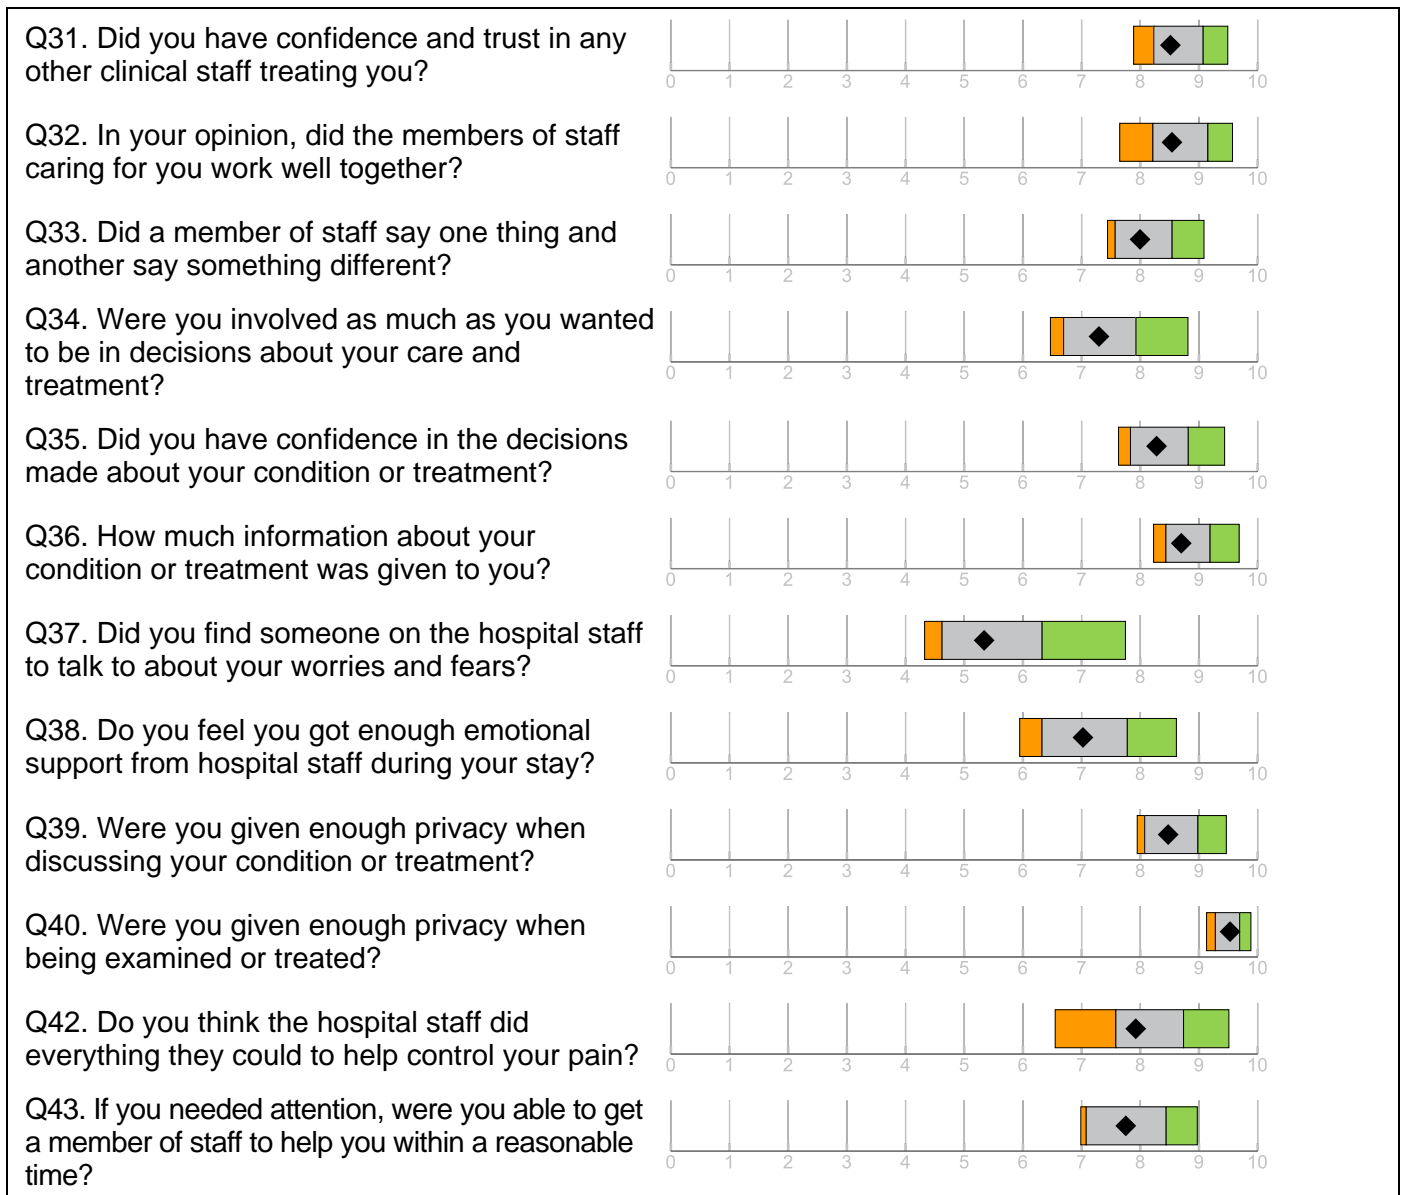 Q31. Did you have confidence and trust in any
other clinical staff treating you?
0 1 2 3 4 5 6 7 8 9 10
Q32. In your opinion, did the members of staff
caring for you work well together?
0 1 2 3 4 5 6 7 8 9 10
Q33. Did a member of staff say one thing and
another say something different?
0 1 2 3 4 5 6 7 8 9 10
Q34. Were you involved as much as you wanted
to be in decisions about your care and
treatment?
0 1 2 3 4 5 6 7 8 9 10
Q35. Did you have confidence in the decisions
made about your condition or treatment?
0 1 2 3 4 5 6 7 8 9 10
Q36. How much information about your
condition or treatment was given to you?
0 1 2 3 4 5 6 7 8 9 10
Q37. Did you find someone on the hospital staff
to talk to about your worries and fears?
0 1 2 3 4 5 6 7 8 9 10
Q38. Do you feel you got enough emotional
support from hospital staff during your stay?
0 1 2 3 4 5 6 7 8 9 10
Q39. Were you given enough privacy when
discussing your condition or treatment?
0 1 2 3 4 5 6 7 8 9 10
Q40. Were you given enough privacy when
being examined or treated?
0 1 2 3 4 5 6 7 8 9 10
Q42. Do you think the hospital staff did
everything they could to help control your pain?
0 1 2 3 4 5 6 7 8 9 10
Q43. If you needed attention, were you able to get
a member of staff to help you within a reasonable
time?
0 1 2 3 4 5 6 7 8 9 10